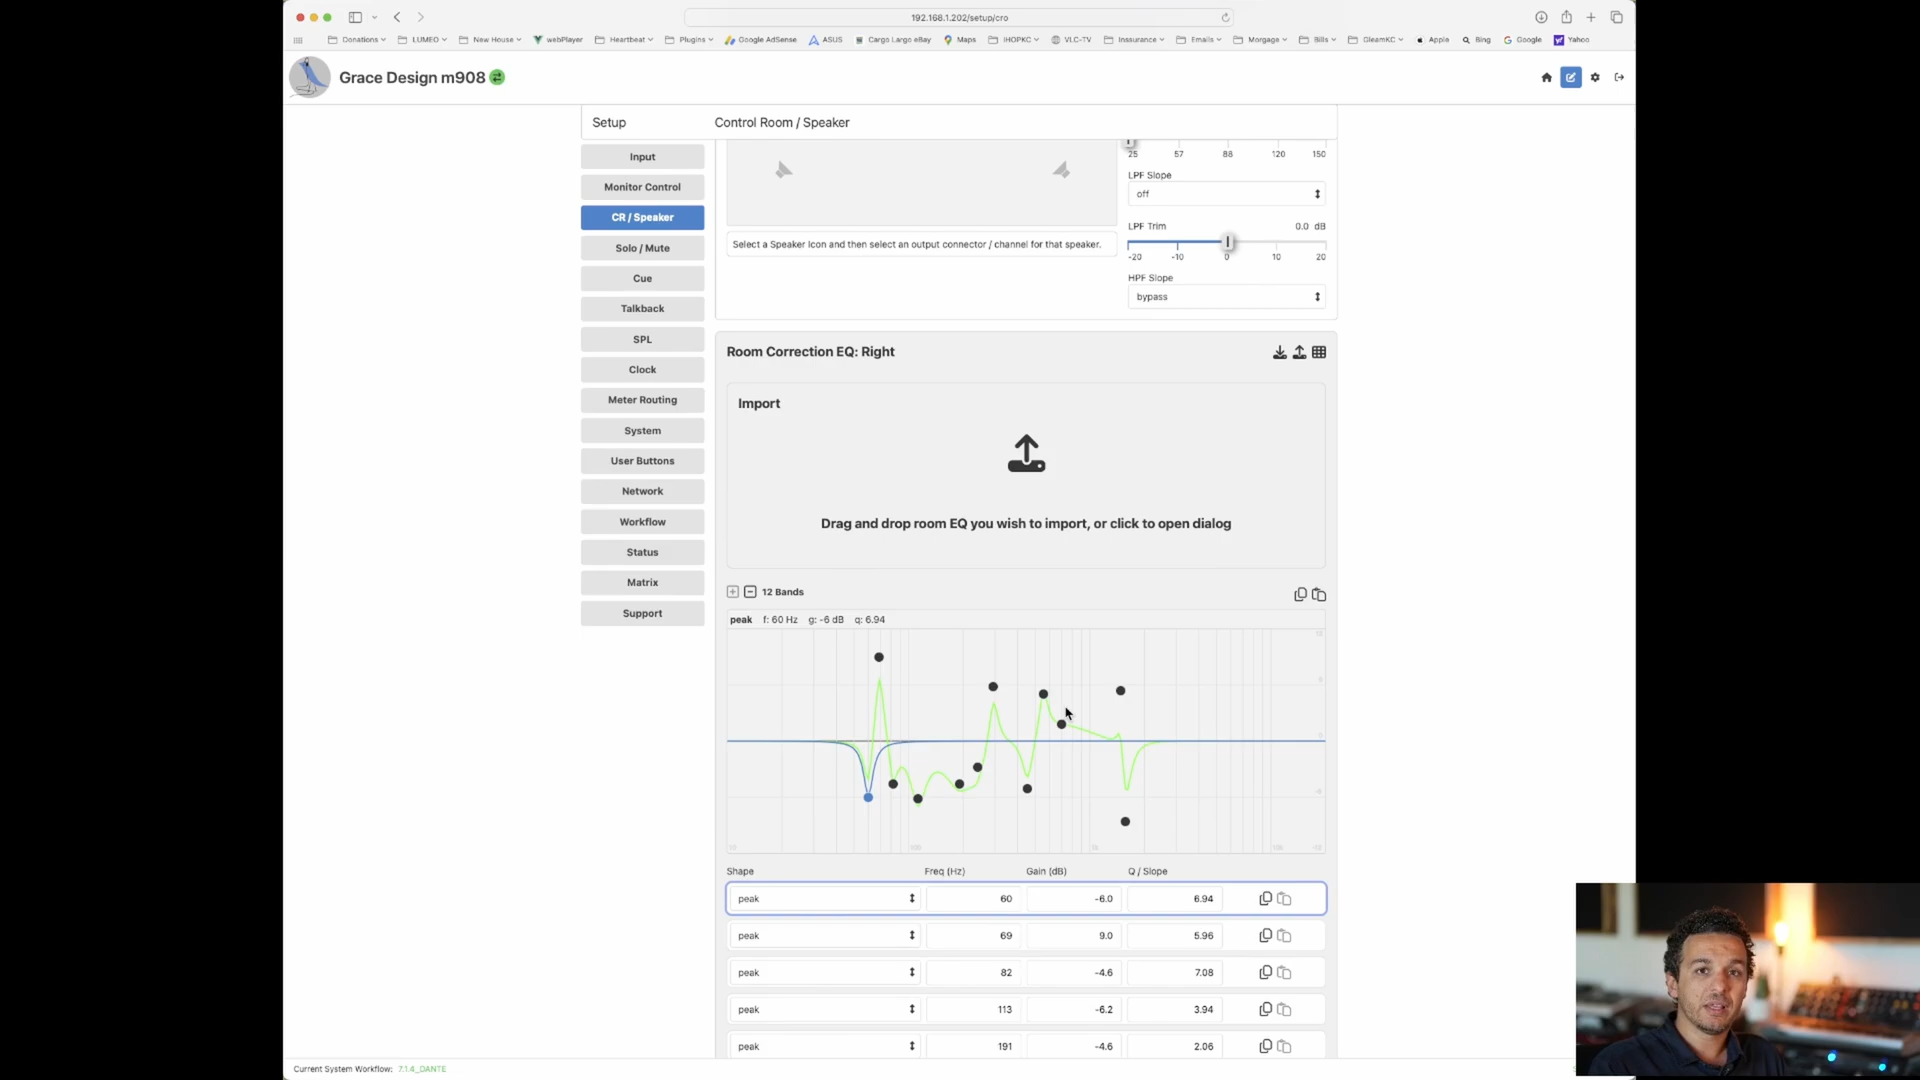 192.168.1.202/setup/cro
Donations LUMEO New House webPlayer Heartbeat Plugins Google AdSense ASUS Cargo Largo eBay Maps IHOPKC VLC-TV Inssurance Emails Morgage Bills GleamKC Apple Bing Google Yahoo
Grace Design m908
Setup
Control Room / Speaker
Input
Monitor Control
CR / Speaker
Solo / Mute
Cue
Talkback
SPL
Clock
Meter Routing
System
User Buttons
Network
Workflow
Status
Matrix
Support
25 57 88 120 150
LPF Slope
off
LPF Trim 0.0 dB
-20 -10 0 10 20
HPF Slope
bypass
Select a Speaker Icon and then select an output connector / channel for that speaker.
Room Correction EQ: Right
Import
Drag and drop room EQ you wish to import, or click to open dialog
12 Bands
peak f: 60 Hz g: -6 dB q: 6.94
Shape Freq (Hz) Gain (dB) Q / Slope
peak 60 -6.0 6.94
peak 69 9.0 5.96
peak 82 -4.6 7.08
peak 113 -6.2 3.94
peak 191 -4.6 2.06
Current System Workflow: 7.1.4_DANTE